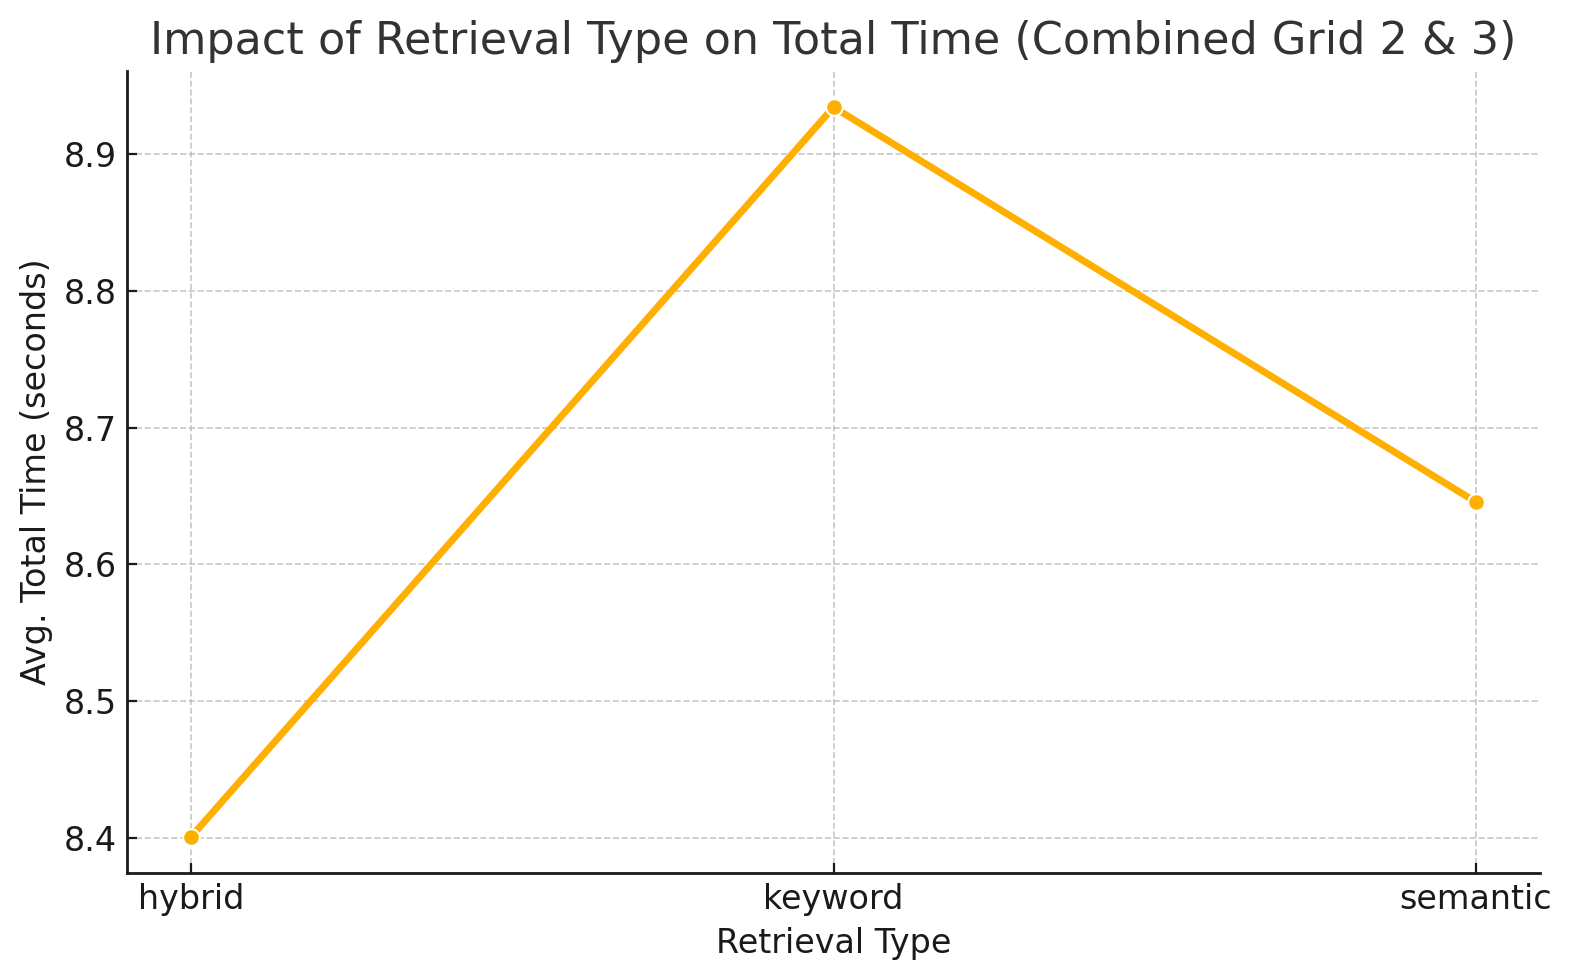 Impact of Retrieval Type on Total Time (Combined Grid 2 & 3)
Avg. Total Time (seconds)
8.9
8.8
8.7
8.6
8.5
8.4
hybrid keyword semantic
Retrieval Type